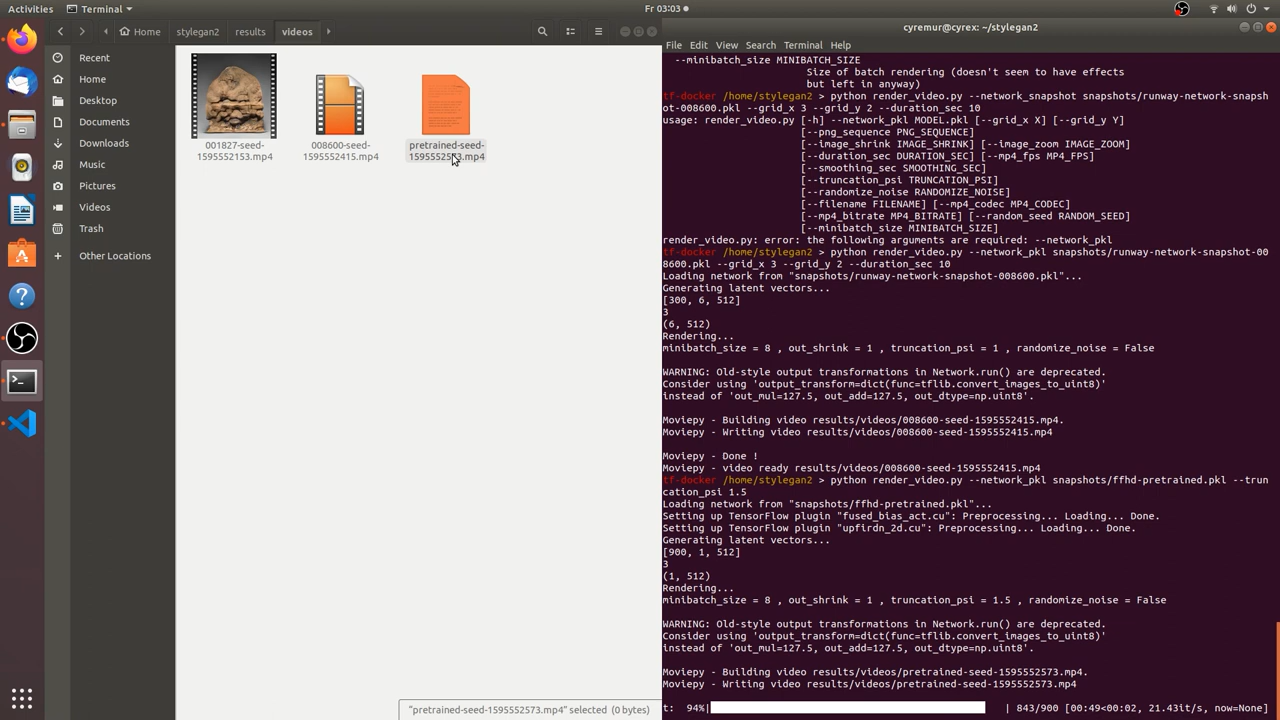 Activities
Terminal
Fr 03:03
Home
stylegan2
results
videos
Recent
Home
Desktop
Documents
Downloads
Music
Pictures
Videos
Trash
+ Other Locations
001827-seed-
1595552153.mp4
008600-seed-
1595552415.mp4
pretrained-seed-
1595552573.mp4
"pretrained-seed-1595552573.mp4" selected (0 bytes)
cyremur@cyrex: ~/stylegan2
File Edit View Search Terminal Help
--minibatch_size MINIBATCH_SIZE
Size of batch rendering (doesn't seem to have effects
but left in anyway)
tf-docker /home/stylegan2 > python render_video.py --network_snapshot snapshots/runway-network-snapsh
ot-008600.pkl --grid_x 3 --grid_y 2 --duration_sec 10
usage: render_video.py [-h] --network_pkl MODEL.pkl [--grid_x X] [--grid_y Y]
[--png_sequence PNG_SEQUENCE]
[--image_shrink IMAGE_SHRINK] [--image_zoom IMAGE_ZOOM]
[--duration_sec DURATION_SEC] [--mp4_fps MP4_FPS]
[--smoothing_sec SMOOTHING_SEC]
[--truncation_psi TRUNCATION_PSI]
[--randomize_noise RANDOMIZE_NOISE]
[--filename FILENAME] [--mp4_codec MP4_CODEC]
[--mp4_bitrate MP4_BITRATE] [--random_seed RANDOM_SEED]
[--minibatch_size MINIBATCH_SIZE]
render_video.py: error: the following arguments are required: --network_pkl
tf-docker /home/stylegan2 > python render_video.py --network_pkl snapshots/runway-network-snapshot-00
8600.pkl --grid_x 3 --grid_y 2 --duration_sec 10
Loading network from "snapshots/runway-network-snapshot-008600.pkl"...
Generating latent vectors...
[300, 6, 512]
3
(6, 512)
Rendering...
minibatch_size = 8 , out_shrink = 1 , truncation_psi = 1 , randomize_noise = False
WARNING: Old-style output transformations in Network.run() are deprecated.
Consider using 'output_transform=dict(func=tflib.convert_images_to_uint8)'
instead of 'out_mul=127.5, out_add=127.5, out_dtype=np.uint8'.
Moviepy - Building video results/videos/008600-seed-1595552415.mp4.
Moviepy - Writing video results/videos/008600-seed-1595552415.mp4
Moviepy - Done !
Moviepy - video ready results/videos/008600-seed-1595552415.mp4
tf-docker /home/stylegan2 > python render_video.py --network_pkl snapshots/ffhd-pretrained.pkl --trun
cation_psi 1.5
Loading network from "snapshots/ffhd-pretrained.pkl"...
Setting up TensorFlow plugin "fused_bias_act.cu": Preprocessing... Loading... Done.
Setting up TensorFlow plugin "upfirdn_2d.cu": Preprocessing... Loading... Done.
Generating latent vectors...
[900, 1, 512]
3
(1, 512)
Rendering...
minibatch_size = 8 , out_shrink = 1 , truncation_psi = 1.5 , randomize_noise = False
WARNING: Old-style output transformations in Network.run() are deprecated.
Consider using 'output_transform=dict(func=tflib.convert_images_to_uint8)'
instead of 'out_mul=127.5, out_add=127.5, out_dtype=np.uint8'.
Moviepy - Building video results/videos/pretrained-seed-1595552573.mp4.
Moviepy - Writing video results/videos/pretrained-seed-1595552573.mp4
t: 94%| | 843/900 [00:49<00:02, 21.43it/s, now=None]